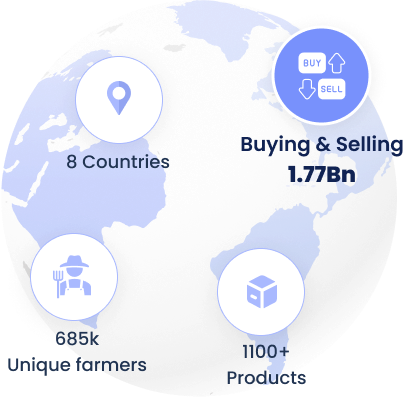 BUY
SELL
Buying & Selling
1.77Bn
8 Countries
685k
Unique farmers
1100+
Products